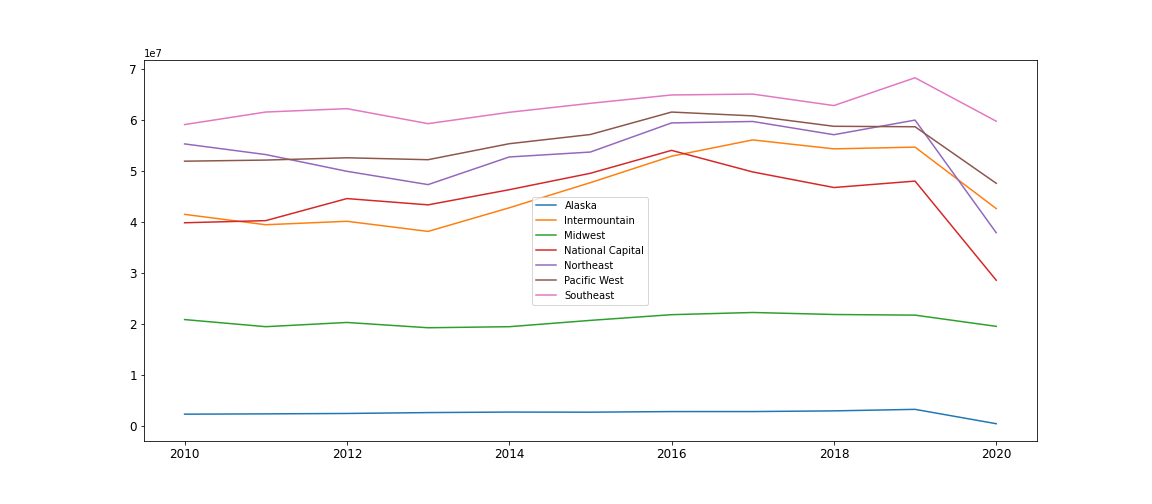 1e7
7
6
5
4
3
2
1
0
Alaska
Intermountain
Midwest
National Capital
Northeast
Pacific West
Southeast
2010 2012 2014 2016 2018 2020